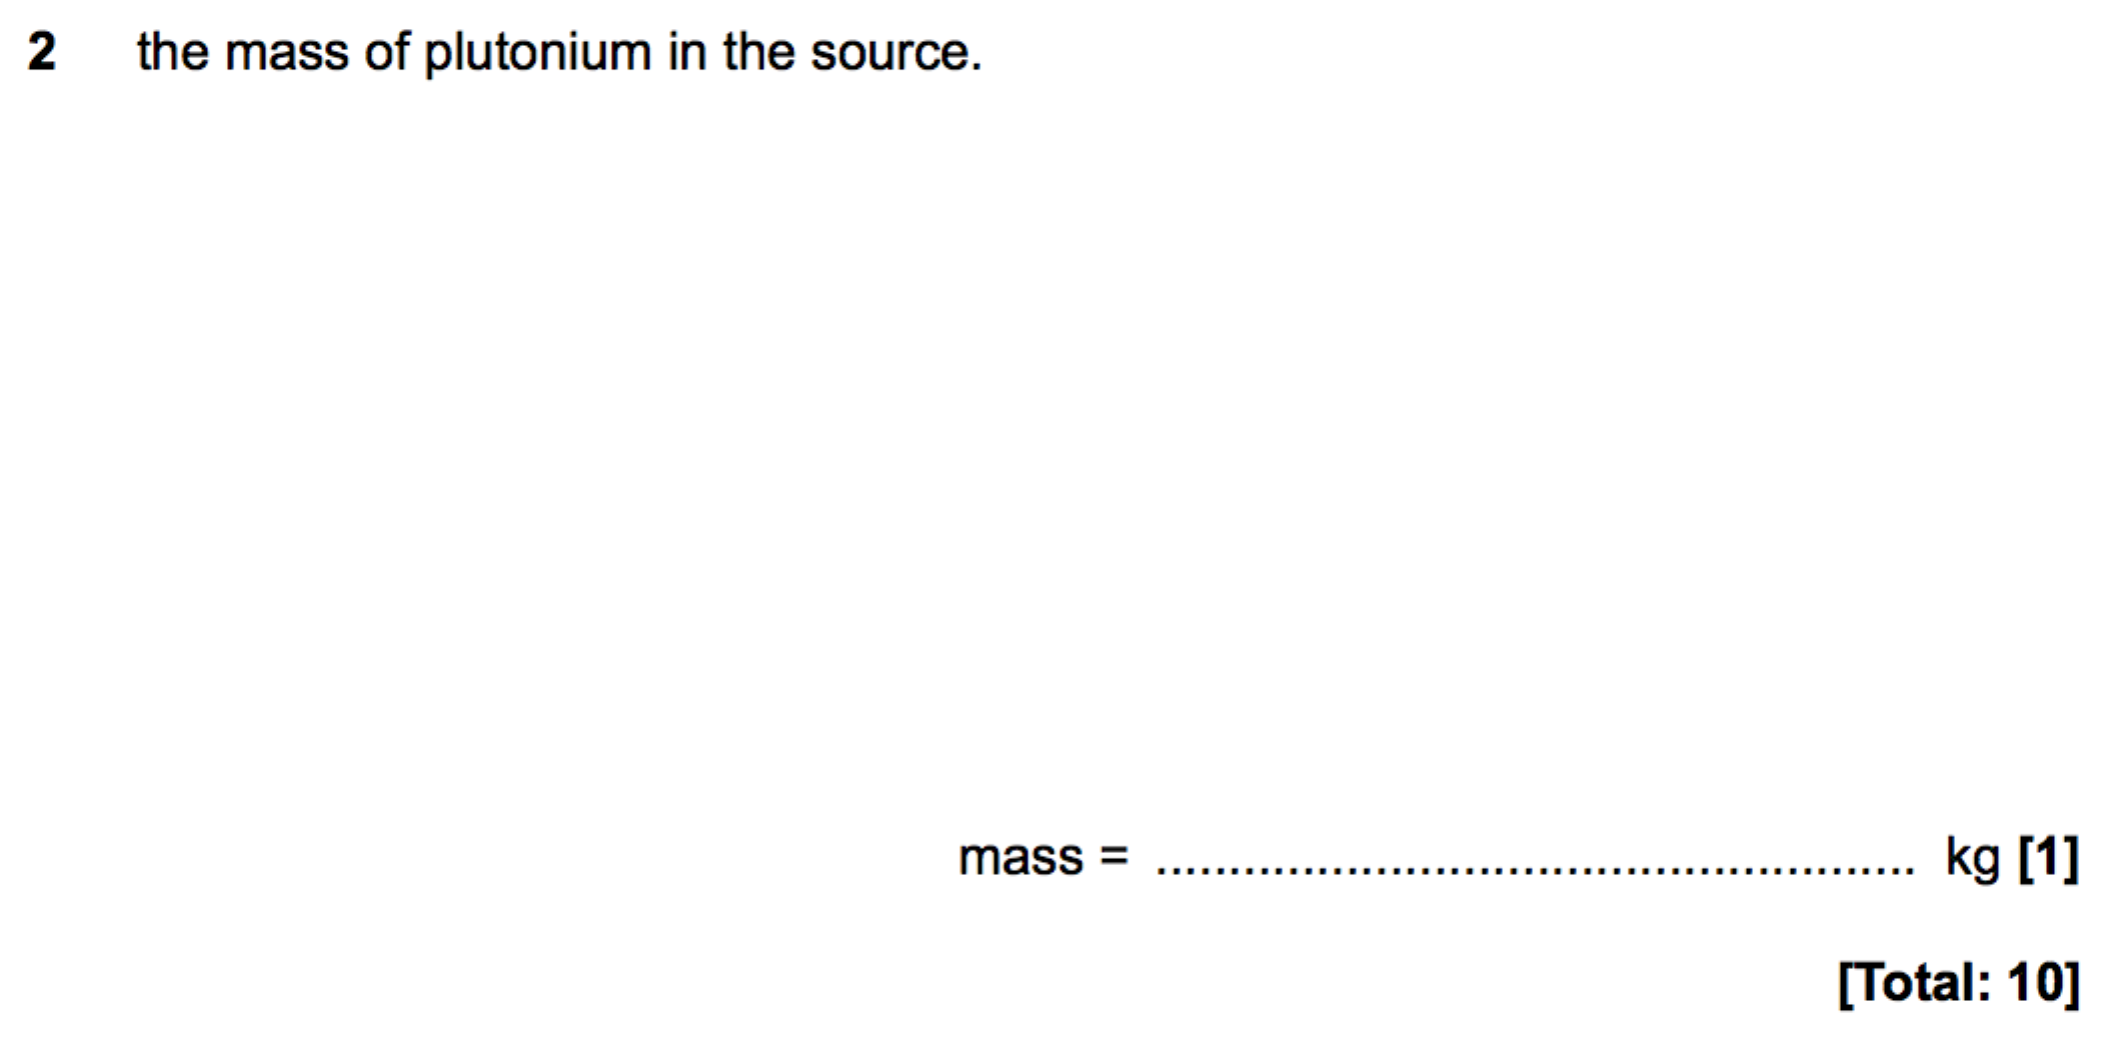 2 the mass of plutonium in the source.
mass = .................................................... kg [1]
[Total: 10]